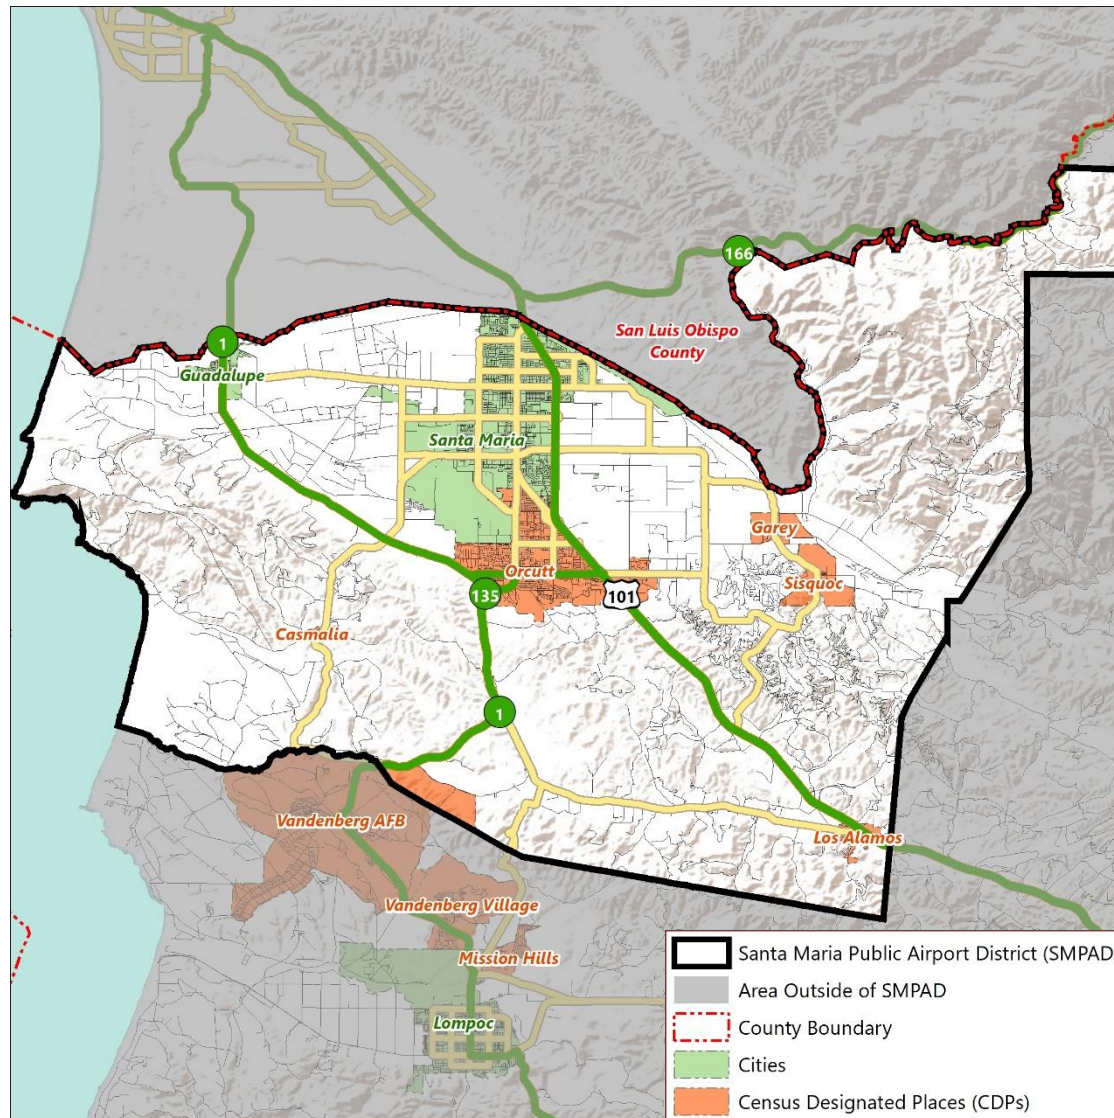 166
San Luis Obispo
County
1
Guadalupe
Santa Maria
Garey
Orcutt
Sisquoc
135
101
Casmalia
1
Vandenberg AFB
Los Alamos
Vandenberg Village
Mission Hills
Lompoc
Santa Maria Public Airport District (SMPAD)
Area Outside of SMPAD
County Boundary
Cities
Census Designated Places (CDPs)